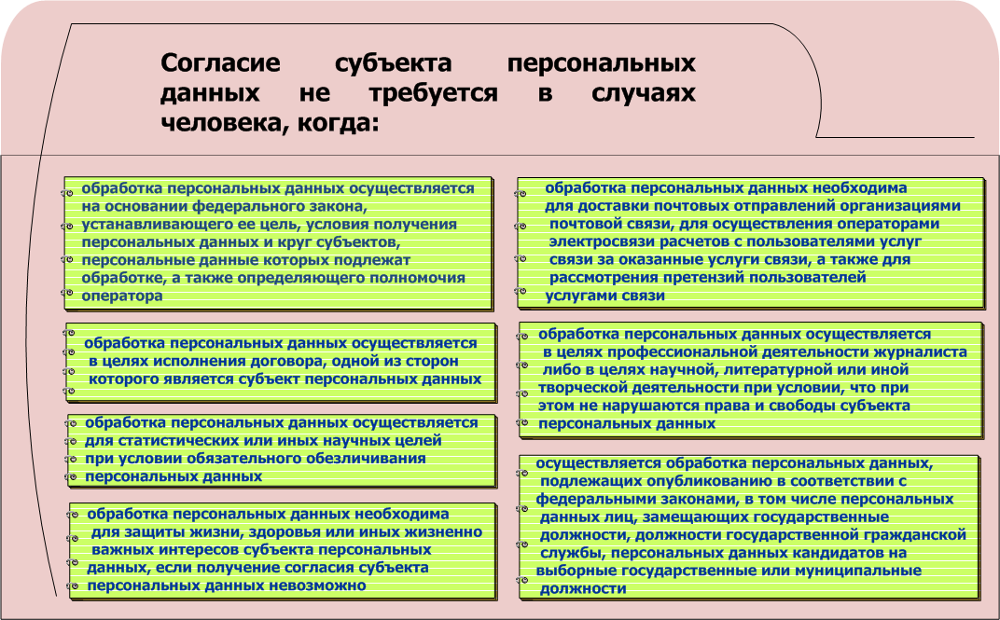 Согласие субъекта персональных
данных не требуется в случаях
человека, когда:
обработка персональных данных осуществляется
на основании федерального закона,
устанавливающего ее цель, условия получения
персональных данных и круг субъектов,
персональные данные которых подлежат
обработке, а также определяющего полномочия
оператора
обработка персональных данных осуществляется
в целях исполнения договора, одной из сторон
которого является субъект персональных данных
обработка персональных данных осуществляется
для статистических или иных научных целей
при условии обязательного обезличивания
персональных данных
обработка персональных данных необходима
для защиты жизни, здоровья или иных жизненно
важных интересов субъекта персональных
данных, если получение согласия субъекта
персональных данных невозможно
обработка персональных данных необходима
для доставки почтовых отправлений организациями
почтовой связи, для осуществления операторами
электросвязи расчетов с пользователями услуг
связи за оказанные услуги связи, а также для
рассмотрения претензий пользователей
услугами связи
обработка персональных данных осуществляется
в целях профессиональной деятельности журналиста
либо в целях научной, литературной или иной
творческой деятельности при условии, что при
этом не нарушаются права и свободы субъекта
персональных данных
осуществляется обработка персональных данных,
подлежащих опубликованию в соответствии с
федеральными законами, в том числе персональных
данных лиц, замещающих государственные
должности, должности государственной гражданской
службы, персональных данных кандидатов на
выборные государственные или муниципальные
должности